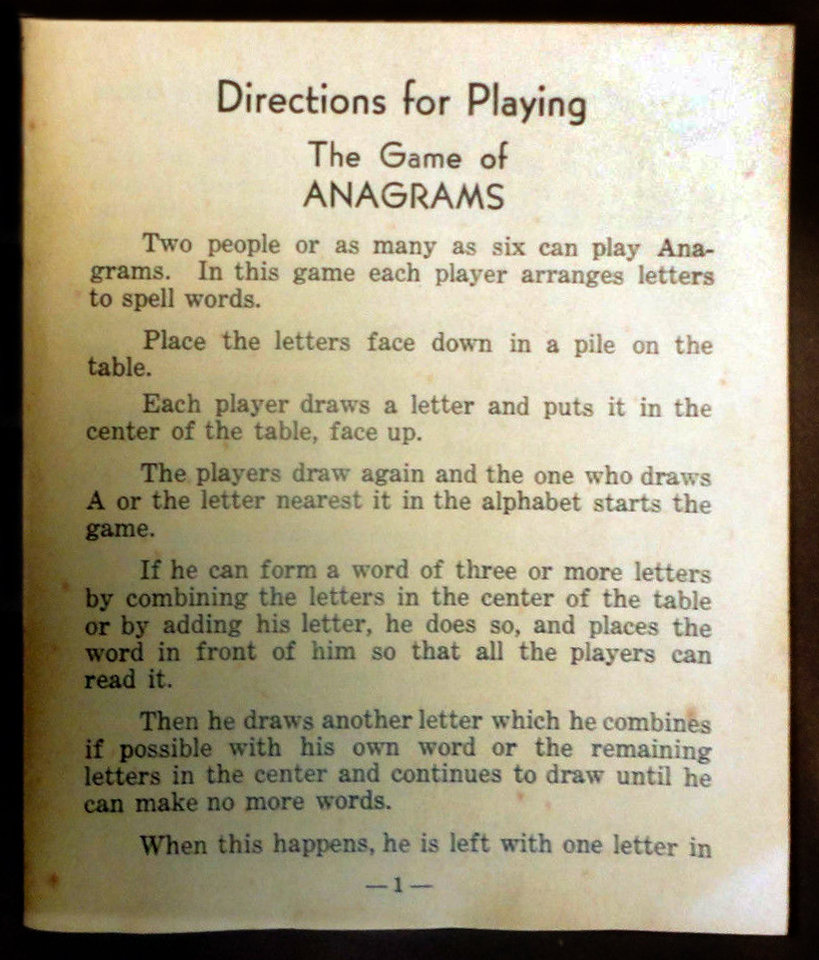 Directions for Playing
The Game of
ANAGRAMS
Two people or as many as six can play Ana-
grams. In this game each player arranges letters
to spell words.
Place the letters face down in a pile on the
table.
Each player draws a letter and puts it in the
center of the table, face up.
The players draw again and the one who draws
A or the letter nearest it in the alphabet starts the
game.
If he can form a word of three or more letters
by combining the letters in the center of the table
or by adding his letter, he does so, and places the
word in front of him so that all the players can
read it.
Then he draws another letter which he combines
if possible with his own word or the remaining
letters in the center and continues to draw until he
can make no more words.
When this happens, he is left with one letter in
— 1 —